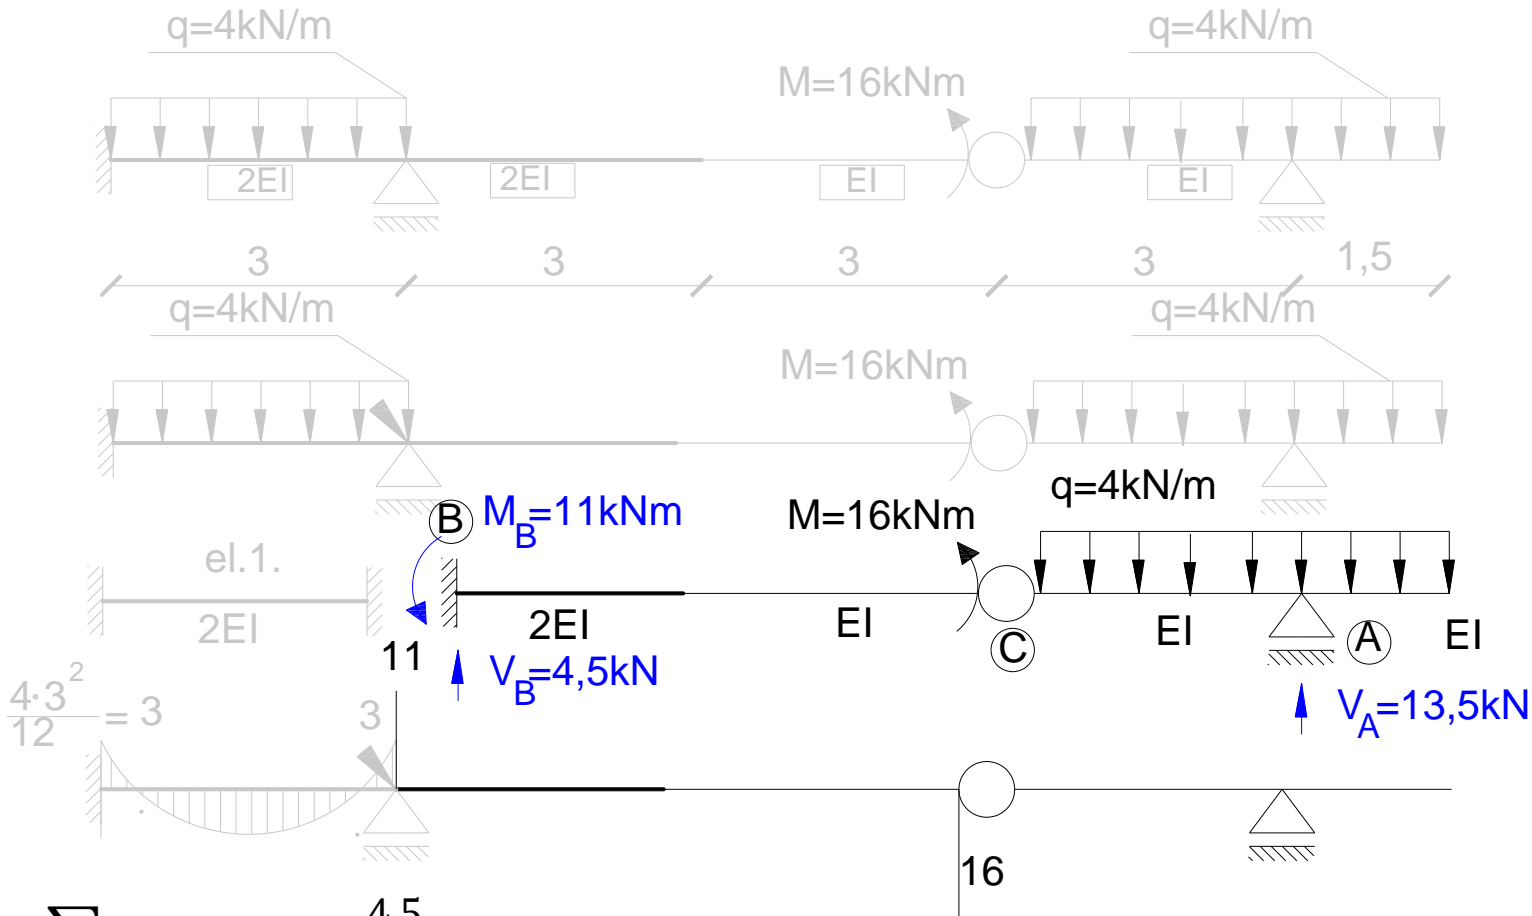 q=4kN/m q=4kN/m
M=16kNm
2EI 2EI EI EI
3 3 3 3 1,5
q=4kN/m q=4kN/m
M=16kNm
q=4kN/m
B M_B=11kNm M=16kNm
el.1.
2EI 2EI EI C EI A EI
11 V_B=4,5kN V_A=13,5kN
4·3²/12 = 3 3
16
4,5